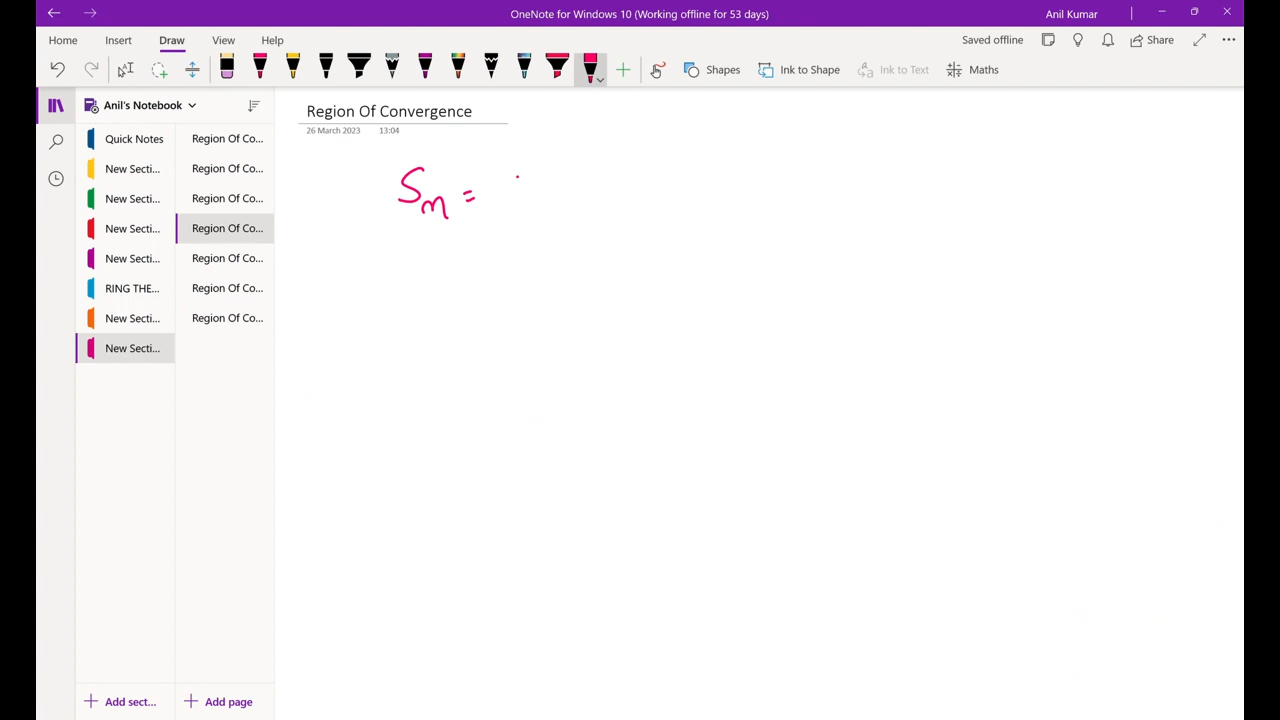 OneNote for Windows 10 (Working offline for 53 days)
Anil Kumar
Home Insert Draw View Help
Saved offline
Share
Shapes
Ink to Shape
Ink to Text
Maths
Anil's Notebook
Quick Notes
New Secti...
New Secti...
New Secti...
New Secti...
RING THE...
New Secti...
New Secti...
Add sect...
Region Of Co...
Region Of Co...
Region Of Co...
Region Of Co...
Region Of Co...
Region Of Co...
Region Of Co...
Add page
Region Of Convergence
26 March 2023 13:04
Sₙ =